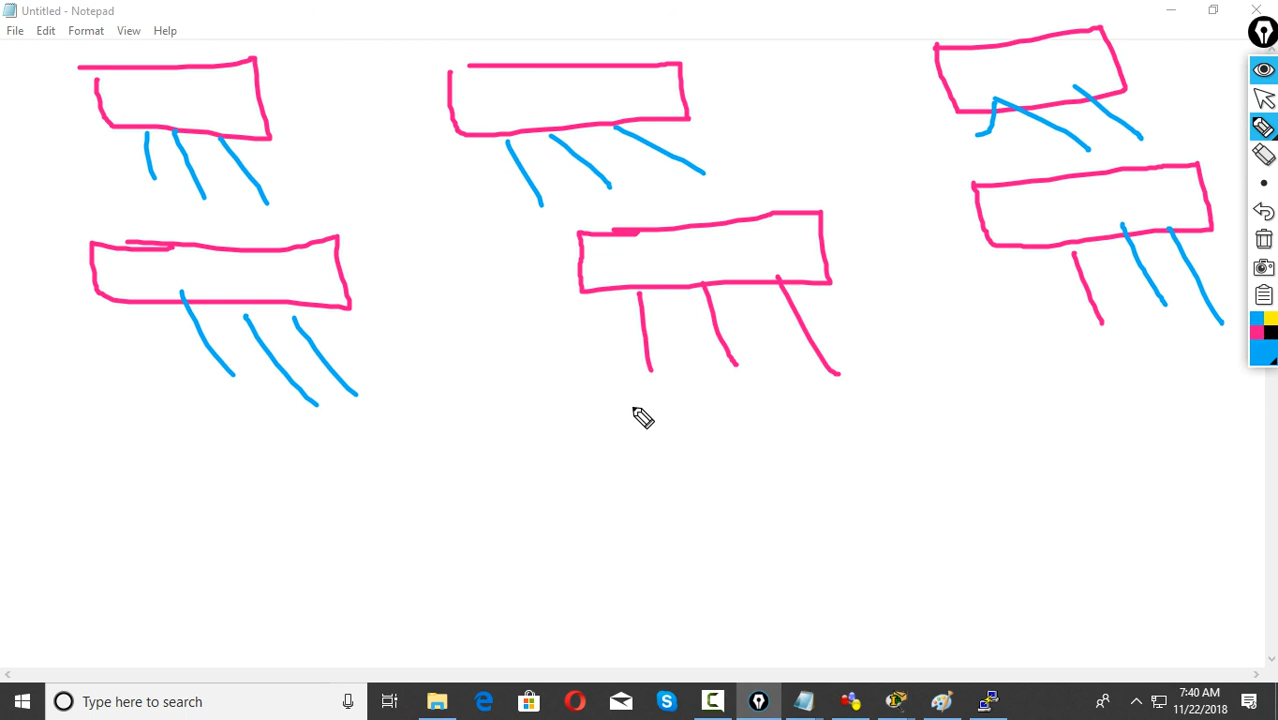 Untitled - Notepad
File Edit Format View Help
Type here to search
7:40 AM
11/22/2018